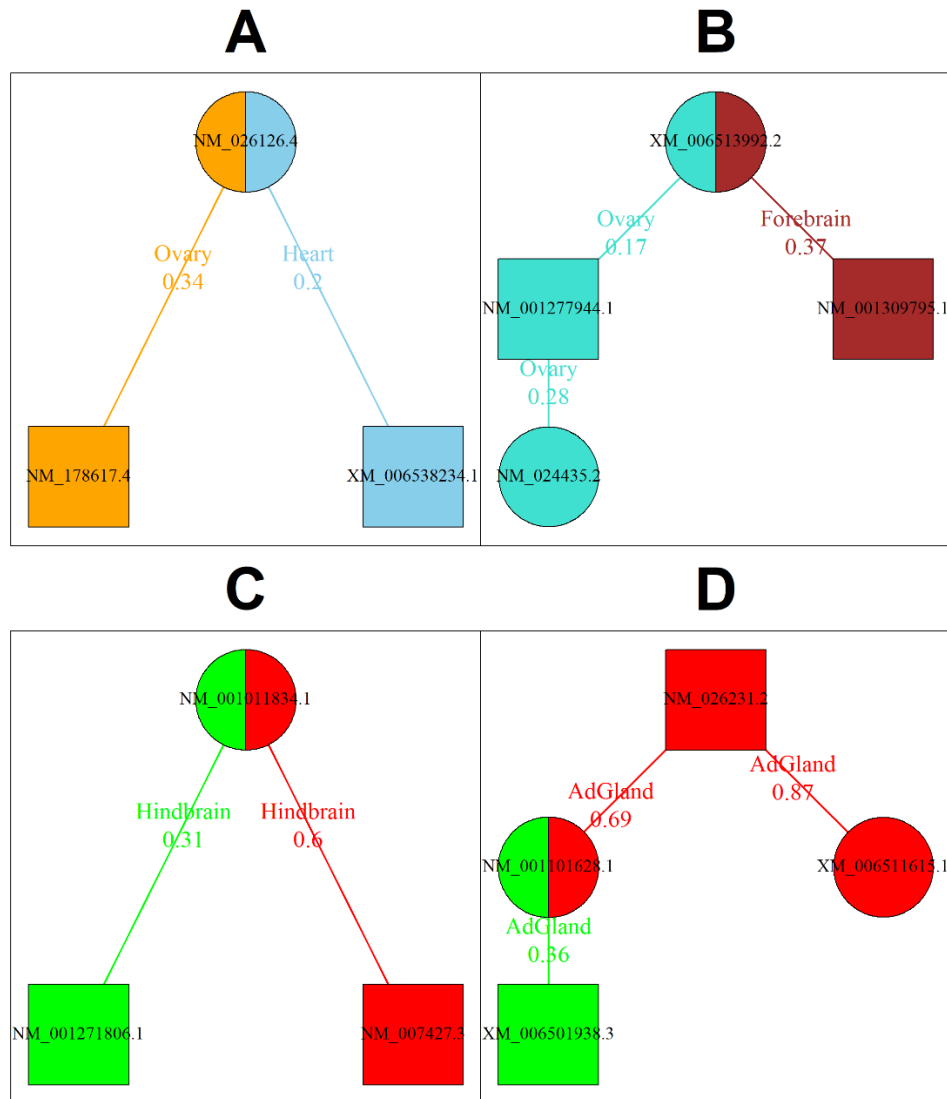 A
B
NM_026126.4
XM_006513992.2
Ovary
0.34
Heart
0.2
Ovary
0.17
Forebrain
0.37
NM_001277944.1
NM_001309795.1
Ovary
0.28
NM_178617.4
XM_006538234.1
NM_024435.2
C
D
NM_001011834.1
NM_026231.2
Hindbrain
0.31
Hindbrain
0.6
AdGland
0.69
AdGland
0.87
NM_001101628.1
XM_006511615.1
AdGland
0.36
NM_001271806.1
NM_007427.3
XM_006501938.3